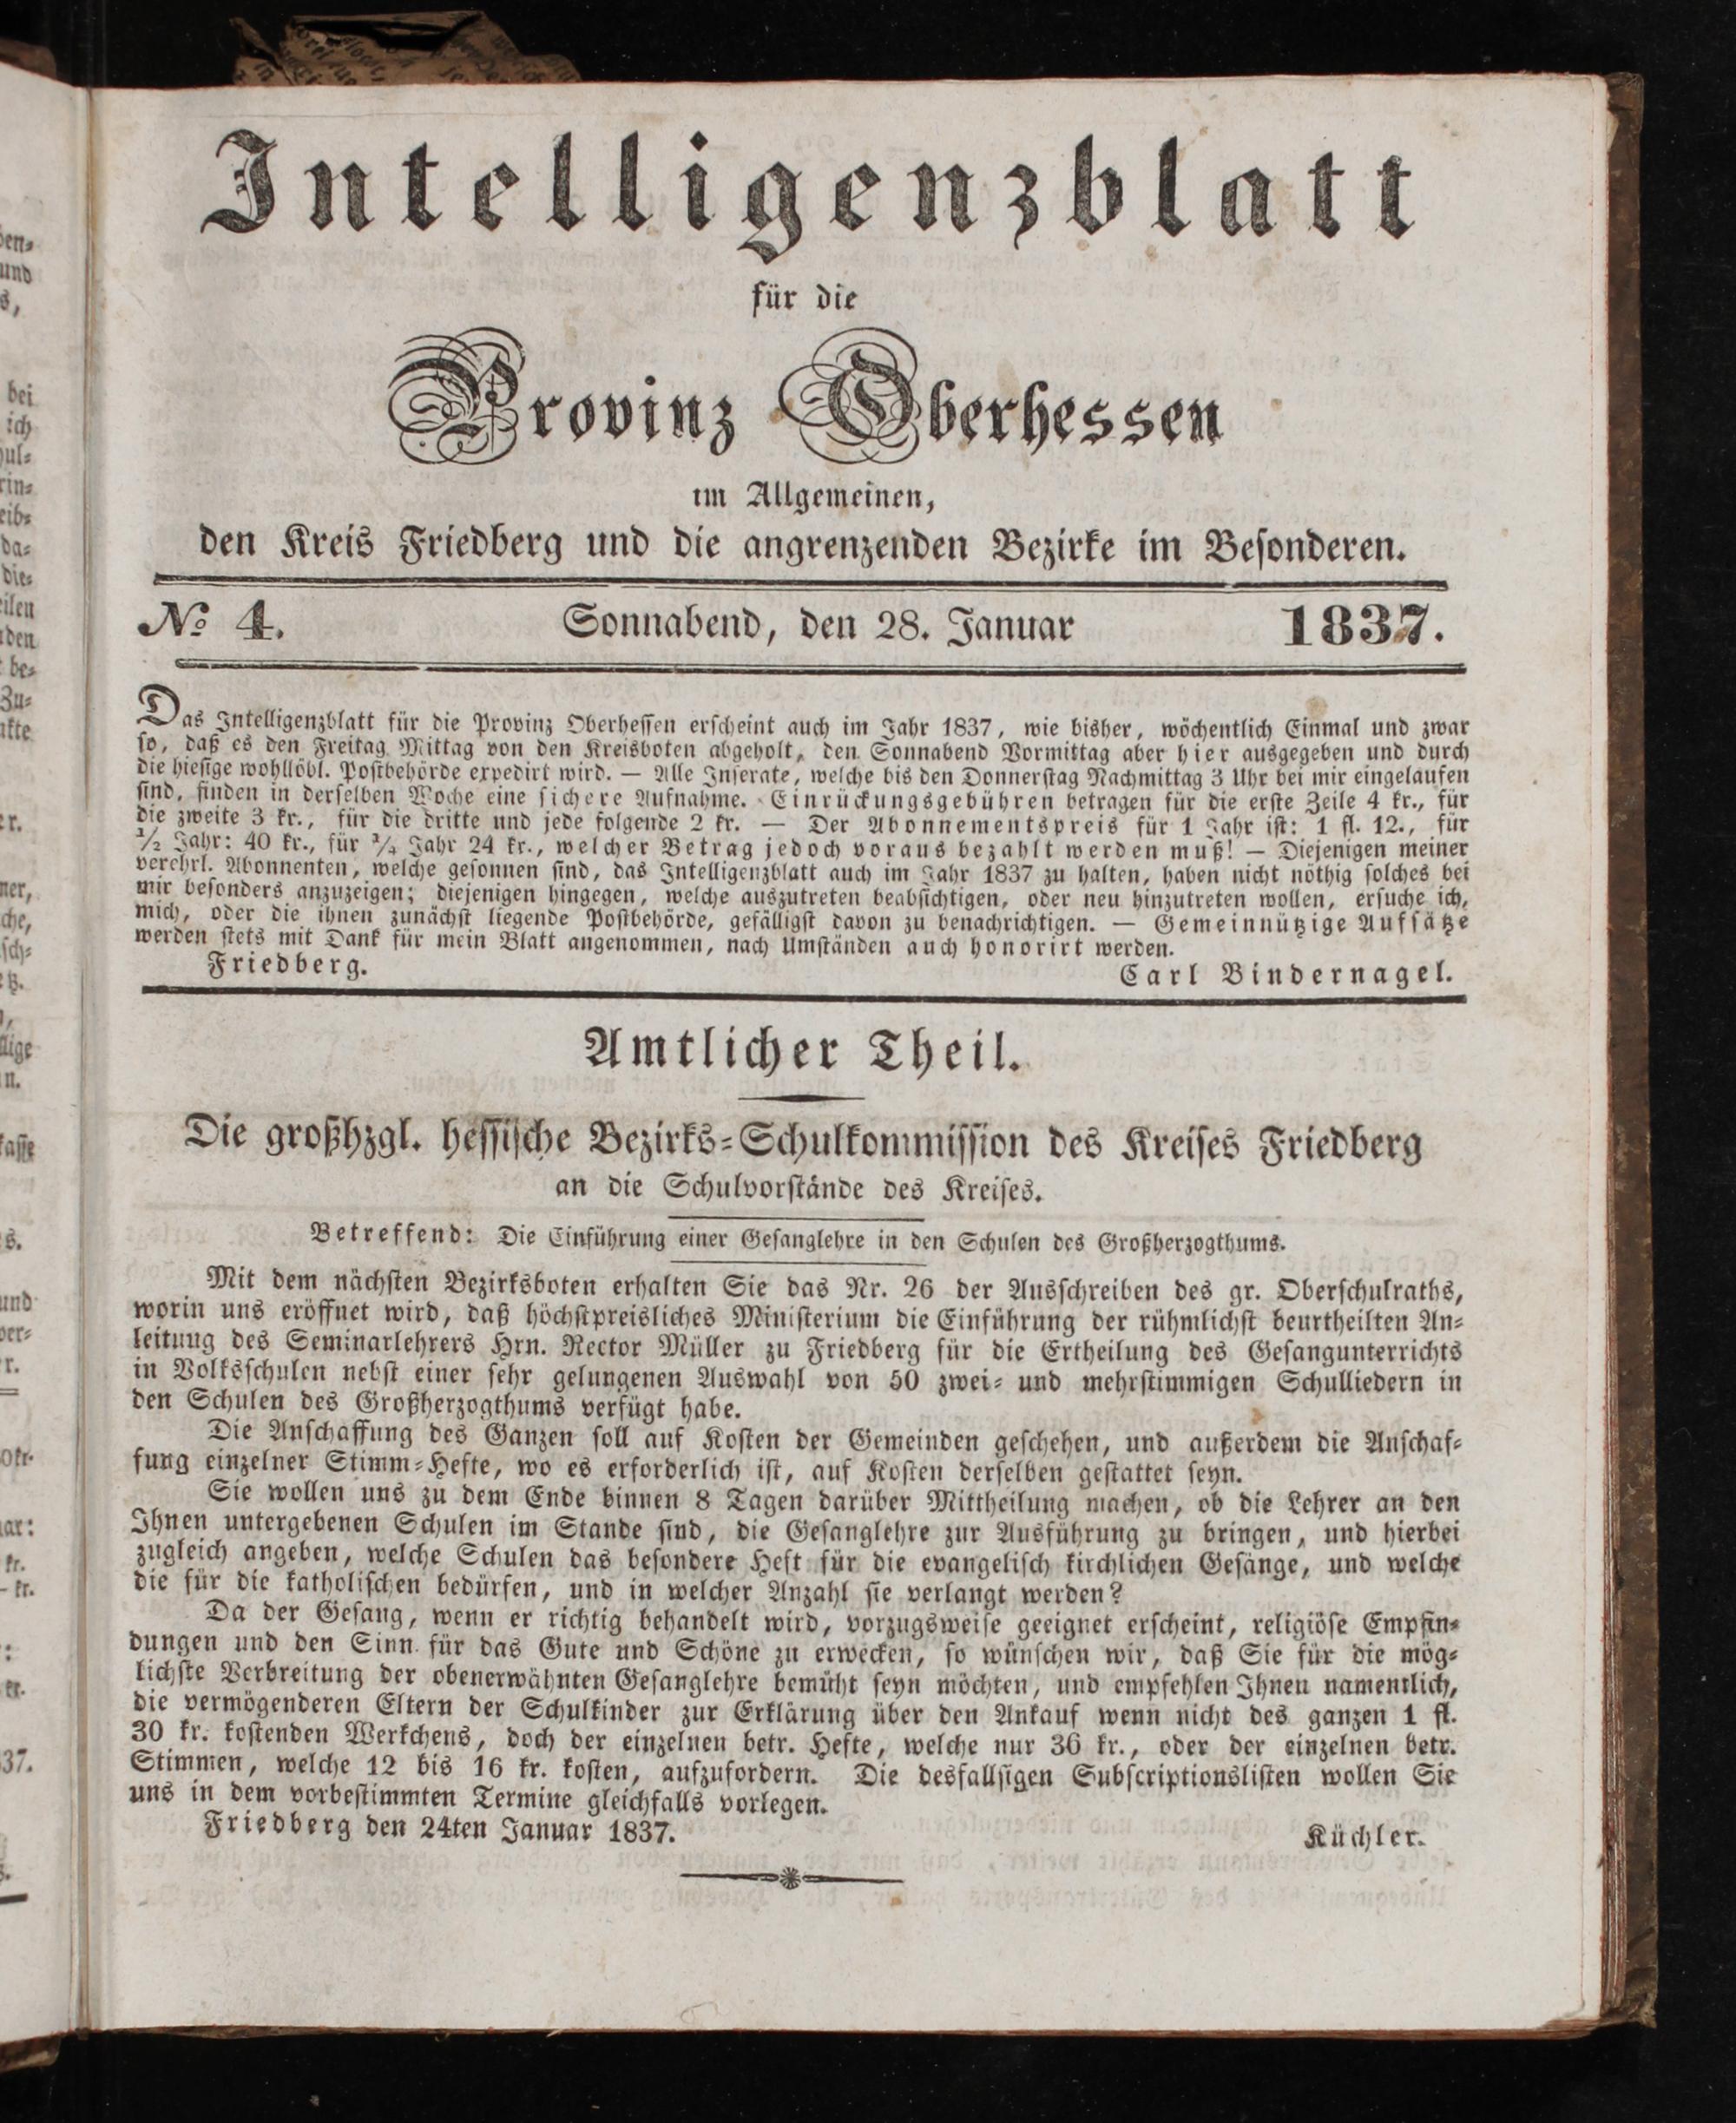 Intelligenzblatt
für die
Provinz Oberhessen
im Allgemeinen,
den Kreis Friedberg und die angrenzenden Bezirke im Besonderen.
No 4. Sonnabend, den 28. Januar 1837.
Das Intelligenzblatt für die Provinz Oberhessen erscheint auch im Jahr 1837, wie bisher, wöchentlich Einmal und zwar
so, daß es den Freitag Mittag von den Kreisboten abgeholt, den Sonnabend Vormittag aber hier ausgegeben und durch
die hiesige wohllöbl. Postbehörde expedirt wird. — Alle Inserate, welche bis den Donnerstag Nachmittag 3 Uhr bei mir eingelaufen
sind, finden in derselben Woche eine sichere Aufnahme. Einrückungsgebühren betragen für die erste Zeile 4 kr., für
die zweite 3 kr., für die dritte und jede folgende 2 kr. — Der Abonnementspreis für 1 Jahr ist: 1 fl. 12., für
1/2 Jahr: 40 kr., für 1/4 Jahr 24 kr., welcher Betrag jedoch voraus bezahlt werden muß! — Diejenigen meiner
verehrl. Abonnenten, welche gesonnen sind, das Intelligenzblatt auch im Jahr 1837 zu halten, haben nicht nöthig solches bei
mir besonders anzuzeigen; diejenigen hingegen, welche auszutreten beabsichtigen, oder neu hinzutreten wollen, ersuche ich,
mich, oder die ihnen zunächst liegende Postbehörde, gefälligst davon zu benachrichtigen. — Gemeinnützige Aufsätze
werden stets mit Dank für mein Blatt angenommen, nach Umständen auch honorirt werden.
Friedberg. Carl Bindernagel.
Amtlicher Theil.
Die großhzgl. hessische Bezirks-Schulkommission des Kreises Friedberg
an die Schulvorstände des Kreises.
Betreffend: Die Einführung einer Gesanglehre in den Schulen des Großherzogthums.
Mit dem nächsten Bezirksboten erhalten Sie das Nr. 26 der Ausschreiben des gr. Oberschulraths,
worin uns eröffnet wird, daß höchstpreisliches Ministerium die Einführung der rühmlichst beurtheilten An-
leitung des Seminarlehrers Hrn. Rector Müller zu Friedberg für die Ertheilung des Gesangunterrichts
in Volksschulen nebst einer sehr gelungenen Auswahl von 50 zwei- und mehrstimmigen Schulliedern in
den Schulen des Großherzogthums verfügt habe.
Die Anschaffung des Ganzen soll auf Kosten der Gemeinden geschehen, und außerdem die Anschaf-
fung einzelner Stimm-Hefte, wo es erforderlich ist, auf Kosten derselben gestattet seyn.
Sie wollen uns zu dem Ende binnen 8 Tagen darüber Mittheilung machen, ob die Lehrer an den
Ihnen untergebenen Schulen im Stande sind, die Gesanglehre zur Ausführung zu bringen, und hierbei
zugleich angeben, welche Schulen das besondere Heft für die evangelisch kirchlichen Gesänge, und welche
die für die katholischen bedürfen, und in welcher Anzahl sie verlangt werden?
Da der Gesang, wenn er richtig behandelt wird, vorzugsweise geeignet erscheint, religiöse Empfin-
dungen und den Sinn für das Gute und Schöne zu erwecken, so wünschen wir, daß Sie für die mög-
lichste Verbreitung der obenerwähnten Gesanglehre bemüht seyn möchten, und empfehlen Ihnen namentlich,
die vermögenderen Eltern der Schulkinder zur Erklärung über den Ankauf wenn nicht des ganzen 1 fl.
30 kr. kostenden Werkchens, doch der einzelnen betr. Hefte, welche nur 36 kr., oder der einzelnen betr.
Stimmen, welche 12 bis 16 kr. kosten, aufzufordern. Die desfallsigen Subscriptionslisten wollen Sie
uns in dem vorbestimmten Termine gleichfalls vorlegen.
Friedberg den 24ten Januar 1837. Küchler.